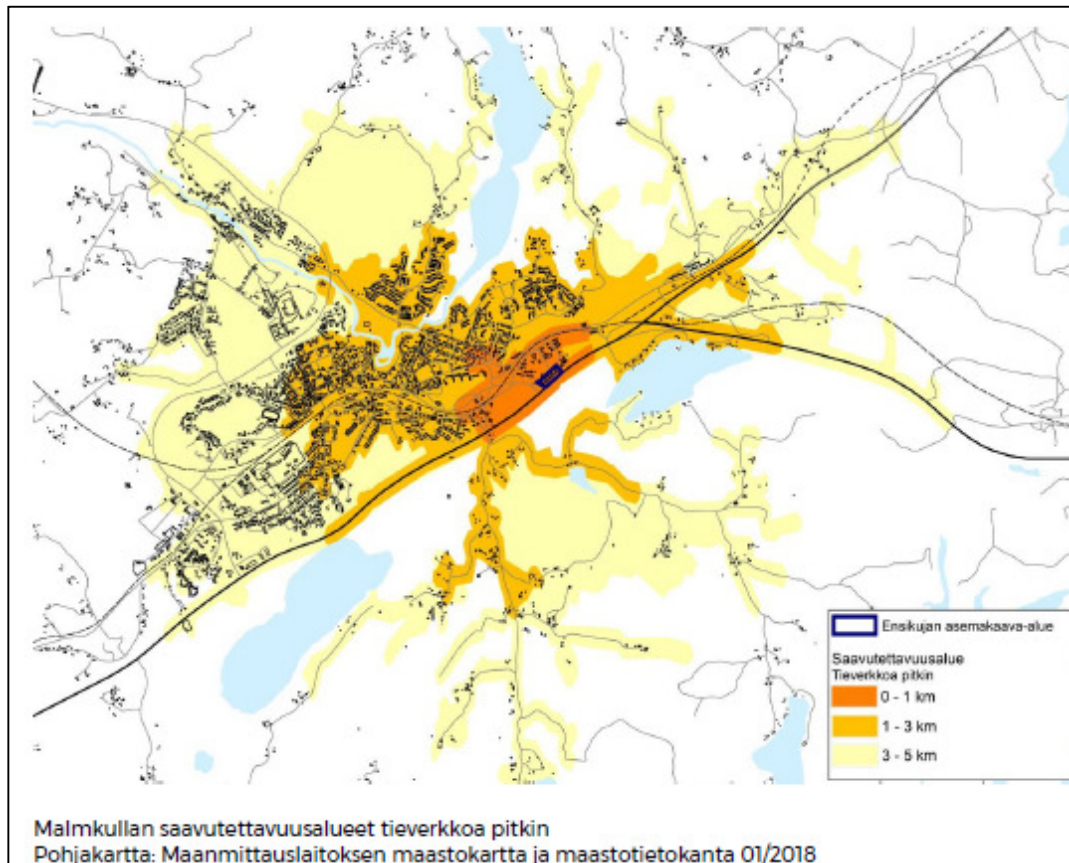 Ensikujan asemakaava-alue
Saavutettavuusalue
Tieverkkoa pitkin
0 - 1 km
1 - 3 km
3 - 5 km
Malmkullan saavutettavuusalueet tieverkkoa pitkin
Pohjakartta: Maanmittauslaitoksen maastokartta ja maastotietokanta 01/2018